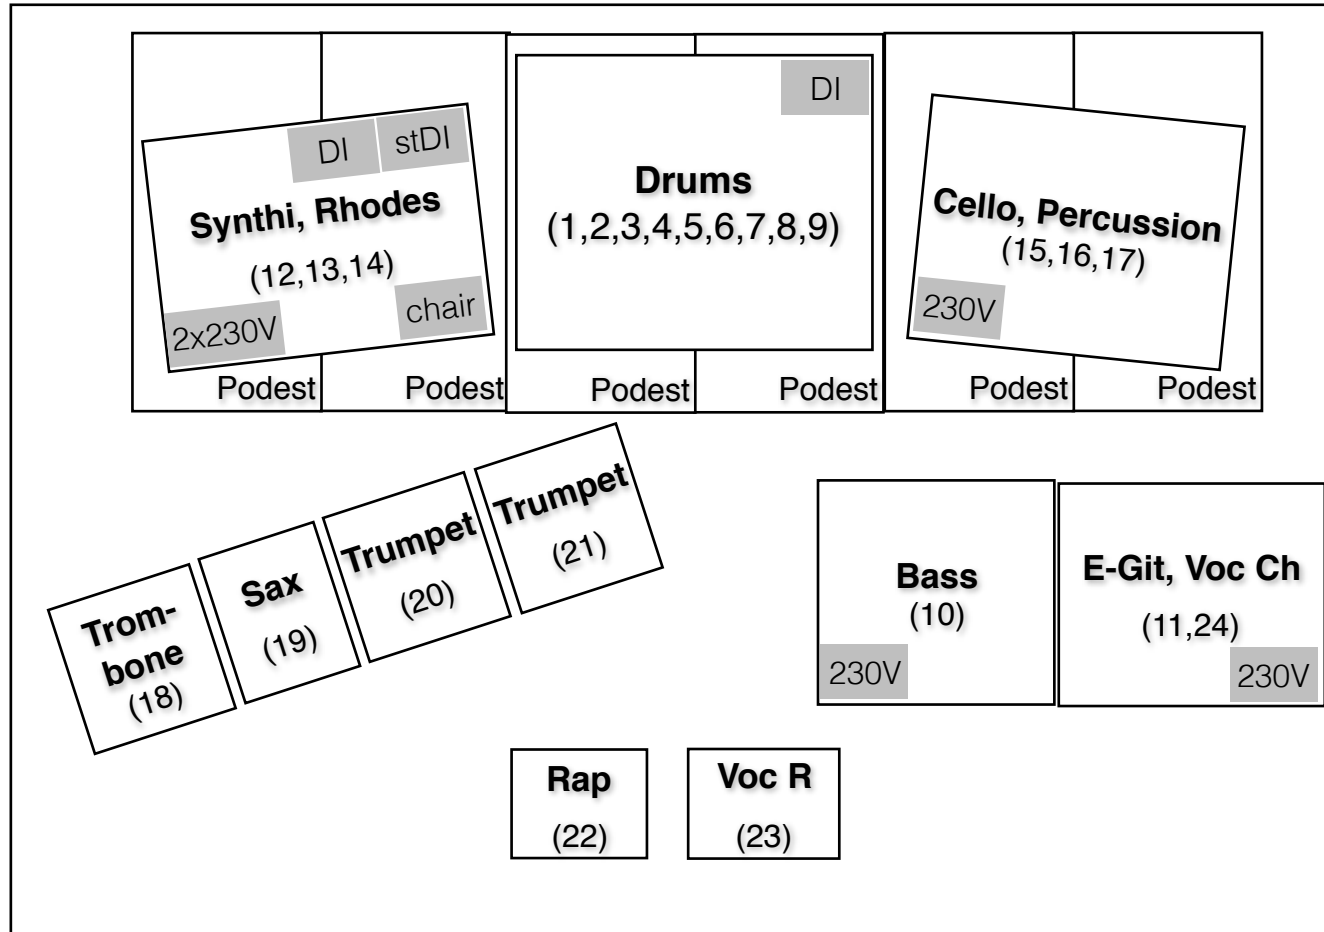 DI
stDI
Synthi, Rhodes
(12,13,14)
2x230V
chair
Podest
Podest
DI
Drums
(1,2,3,4,5,6,7,8,9)
Podest
Podest
Cello, Percussion
(15,16,17)
230V
Podest
Podest
Trom-
bone
(18)
Sax
(19)
Trumpet
(20)
Trumpet
(21)
Bass
(10)
230V
E-Git, Voc Ch
(11,24)
230V
Rap
(22)
Voc R
(23)